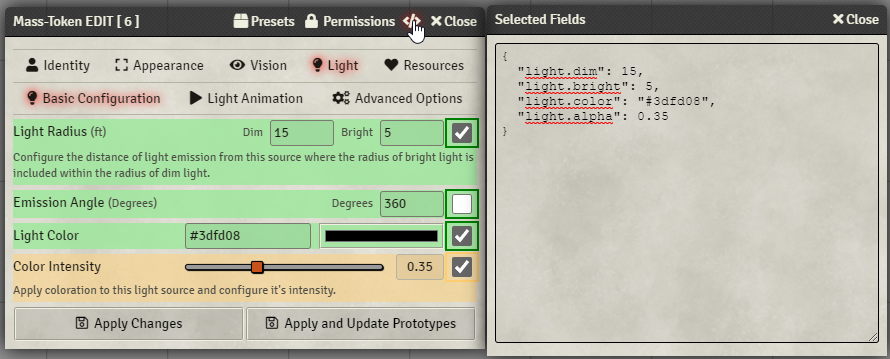 Mass-Token EDIT [ 6 ] Presets Permissions </> Close
Identity Appearance Vision Light Resources
Basic Configuration Light Animation Advanced Options
Light Radius (ft) Dim 15 Bright 5
Configure the distance of light emission from this source where the radius of bright light is
included within the radius of dim light.
Emission Angle (Degrees) Degrees 360
Light Color #3dfd08
Color Intensity 0.35
Apply coloration to this light source and configure it's intensity.
Apply Changes Apply and Update Prototypes
Selected Fields Close
{
  "light.dim": 15,
  "light.bright": 5,
  "light.color": "#3dfd08",
  "light.alpha": 0.35
}